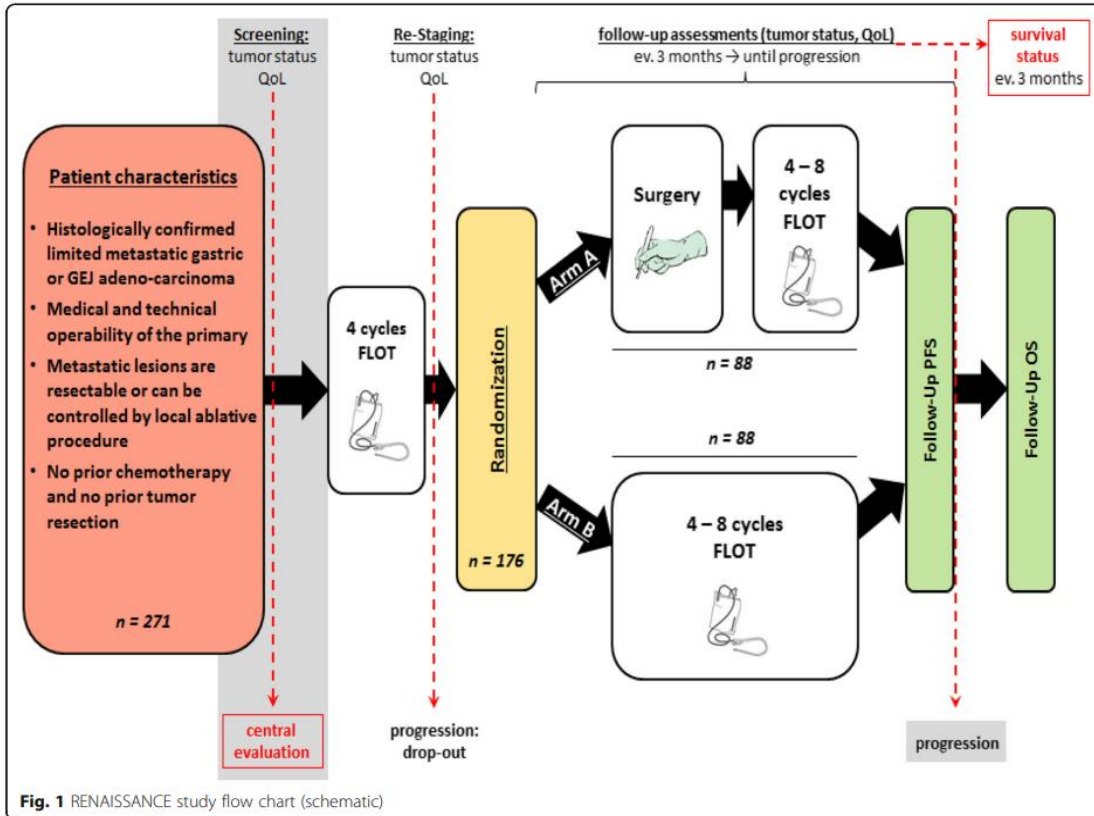 Screening:
tumor status
QoL
Re-Staging:
tumor status
QoL
follow-up assessments (tumor status, QoL)
ev. 3 months → until progression
survival
status
ev. 3 months
Patient characteristics
• Histologically confirmed
limited metastatic gastric
or GEJ adeno-carcinoma
• Medical and technical
operability of the primary
• Metastatic lesions are
resectable or can be
controlled by local ablative
procedure
• No prior chemotherapy
and no prior tumor
resection
n = 271
4 cycles
FLOT
Randomization
n = 176
Arm A
Surgery
4 – 8
cycles
FLOT
n = 88
n = 88
Arm B
4 – 8 cycles
FLOT
Follow-Up PFS
Follow-Up OS
central
evaluation
progression:
drop-out
progression
Fig. 1 RENAISSANCE study flow chart (schematic)